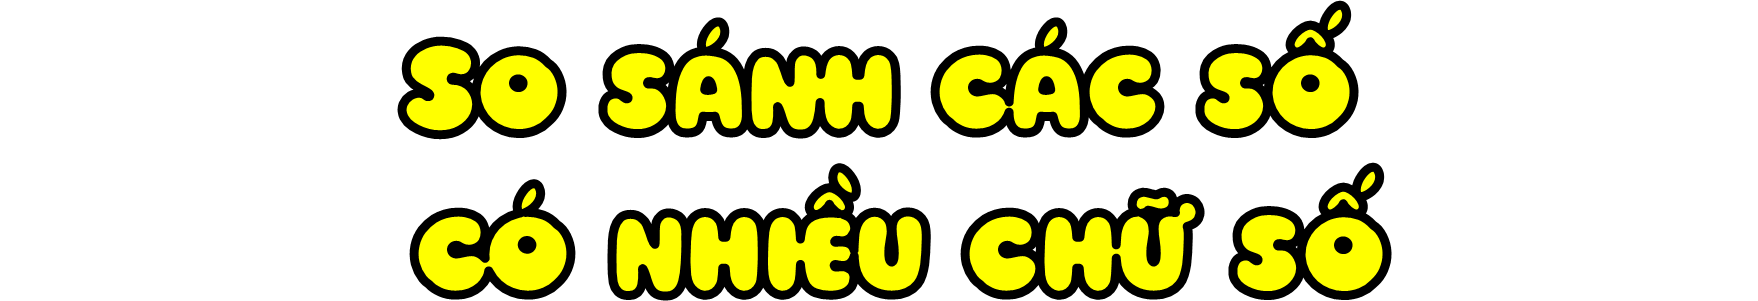 SO SÁNH CÁC SỐ
CÓ NHIỀU CHỮ SỐ